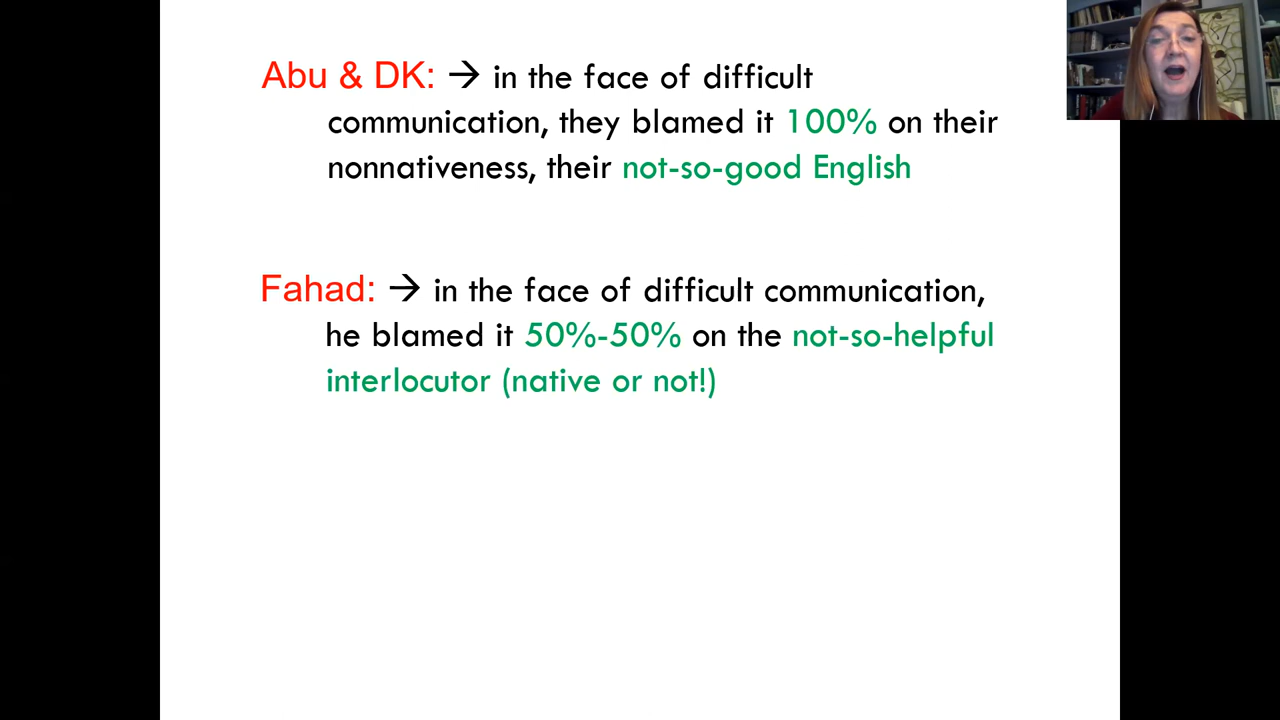 Abu & DK: → in the face of difficult
communication, they blamed it 100% on their
nonnativeness, their not-so-good English
Fahad: → in the face of difficult communication,
he blamed it 50%-50% on the not-so-helpful
interlocutor (native or not!)